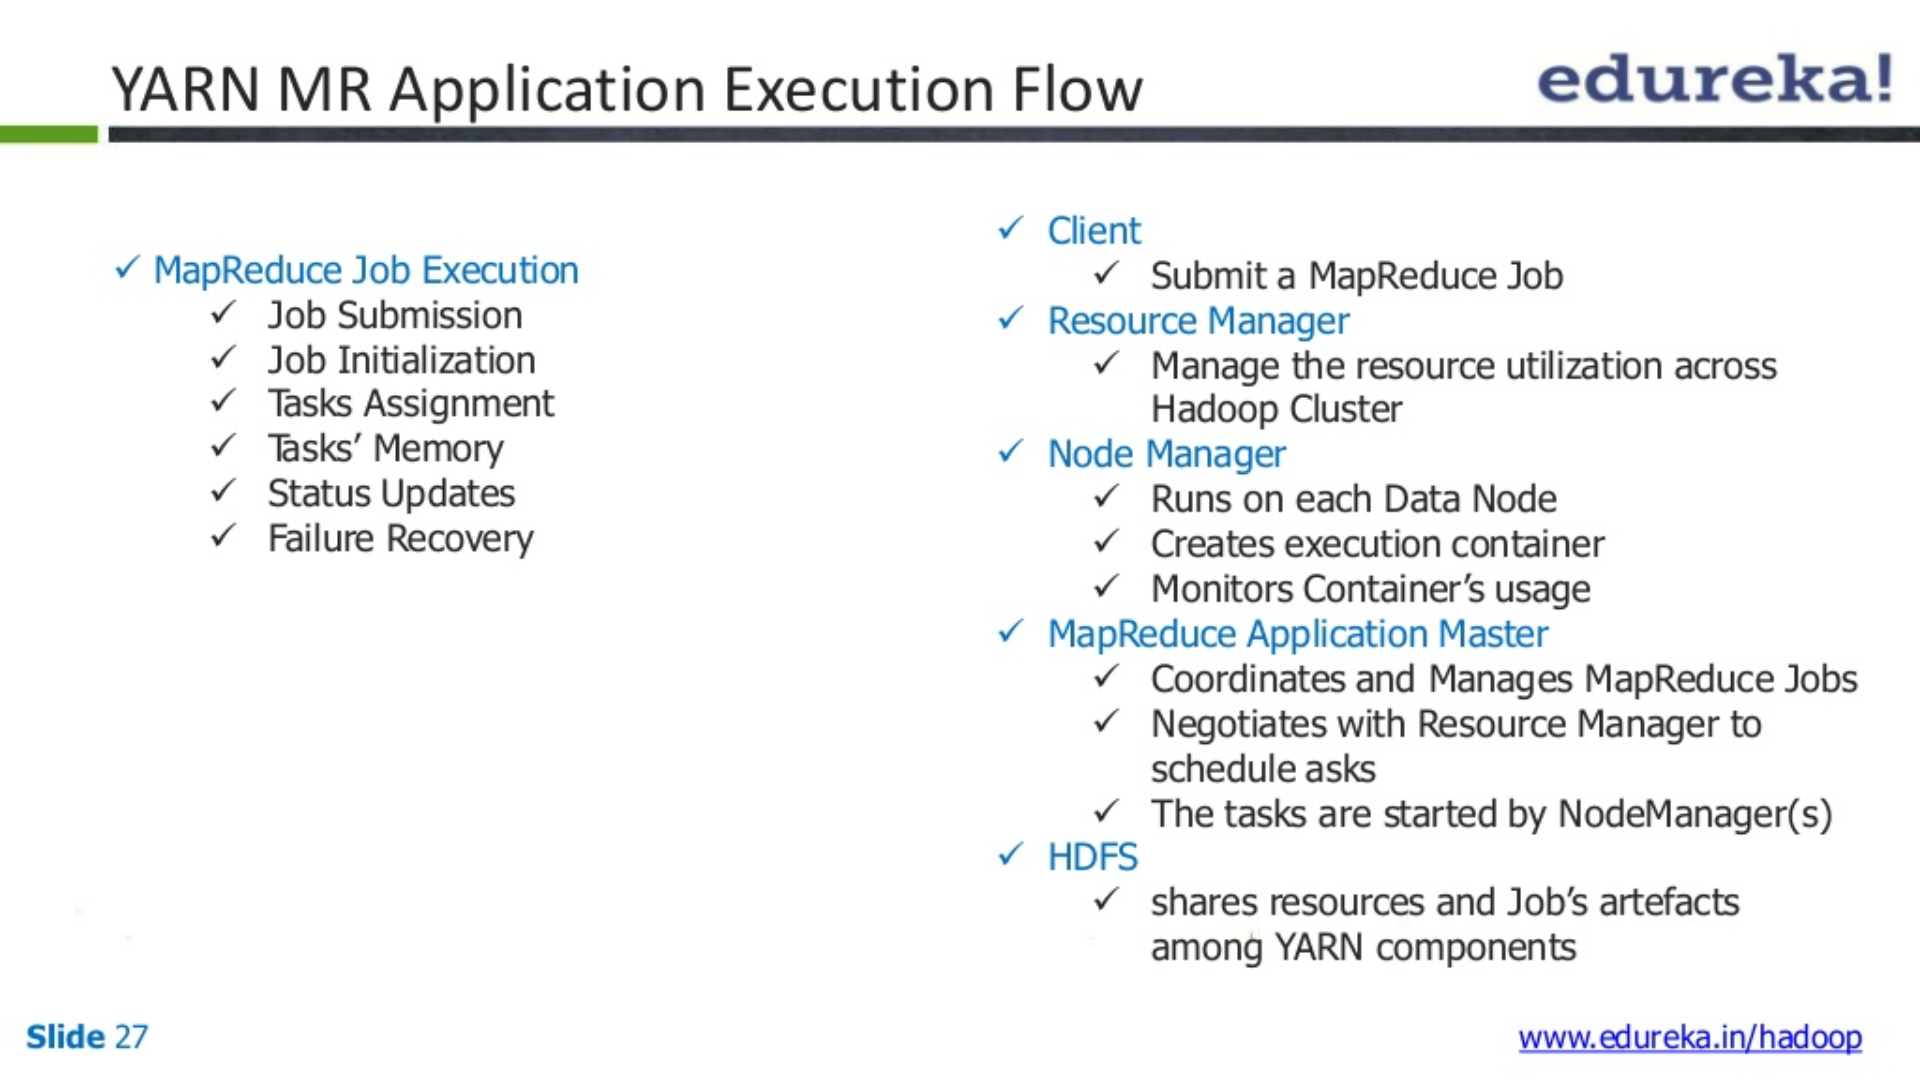 YARN MR Application Execution Flow
edureka!
✓ MapReduce Job Execution
✓ Job Submission
✓ Job Initialization
✓ Tasks Assignment
✓ Tasks’ Memory
✓ Status Updates
✓ Failure Recovery
✓ Client
✓ Submit a MapReduce Job
✓ Resource Manager
✓ Manage the resource utilization across
Hadoop Cluster
✓ Node Manager
✓ Runs on each Data Node
✓ Creates execution container
✓ Monitors Container’s usage
✓ MapReduce Application Master
✓ Coordinates and Manages MapReduce Jobs
✓ Negotiates with Resource Manager to
schedule asks
✓ The tasks are started by NodeManager(s)
✓ HDFS
✓ shares resources and Job’s artefacts
among YARN components
Slide 27
www.edureka.in/hadoop